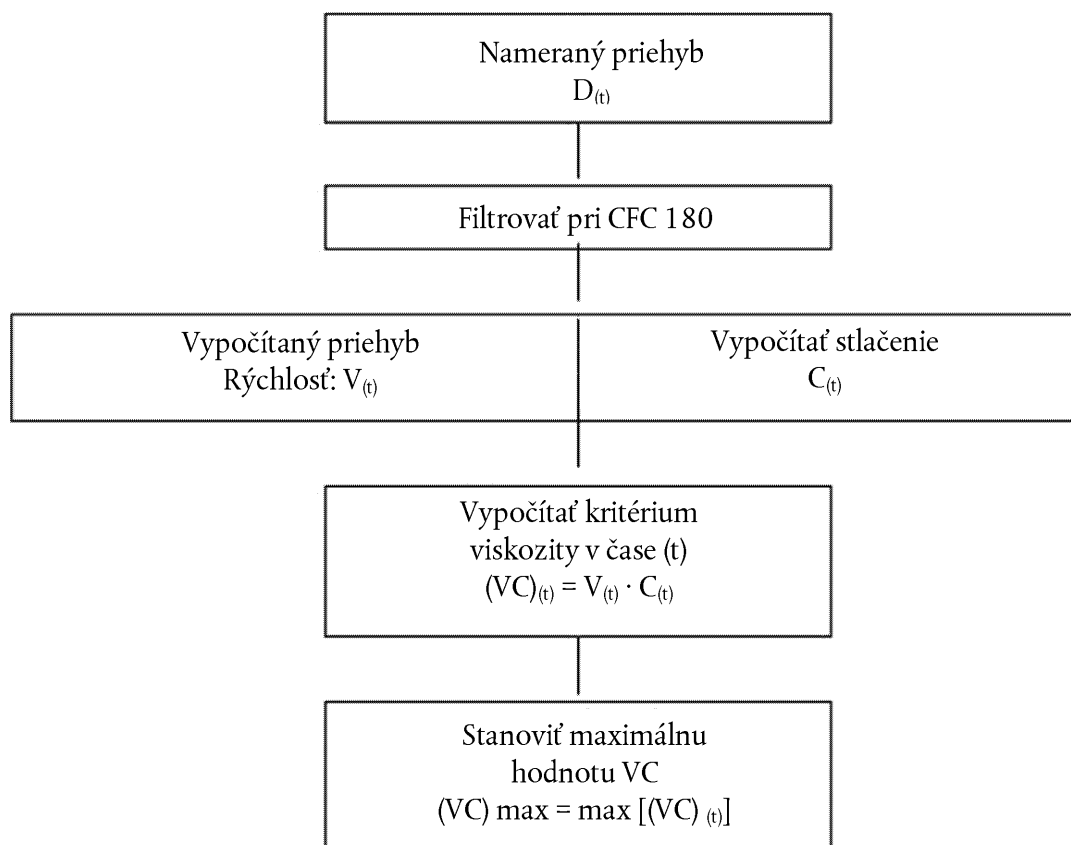 Nameraný priehyb
D(t)
Filtrovať pri CFC 180
Vypočítaný priehyb
Rýchlosť: V(t)
Vypočítať stlačenie
C(t)
Vypočítať kritérium
viskozity v čase (t)
(VC)(t) = V(t) · C(t)
Stanoviť maximálnu
hodnotu VC
(VC) max = max [(VC) (t)]